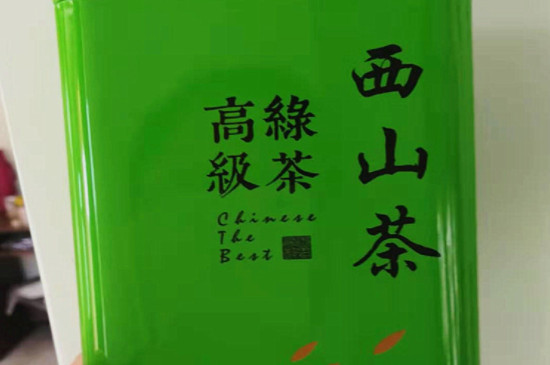 西山茶
高級
綠茶
Chinese
The
Best